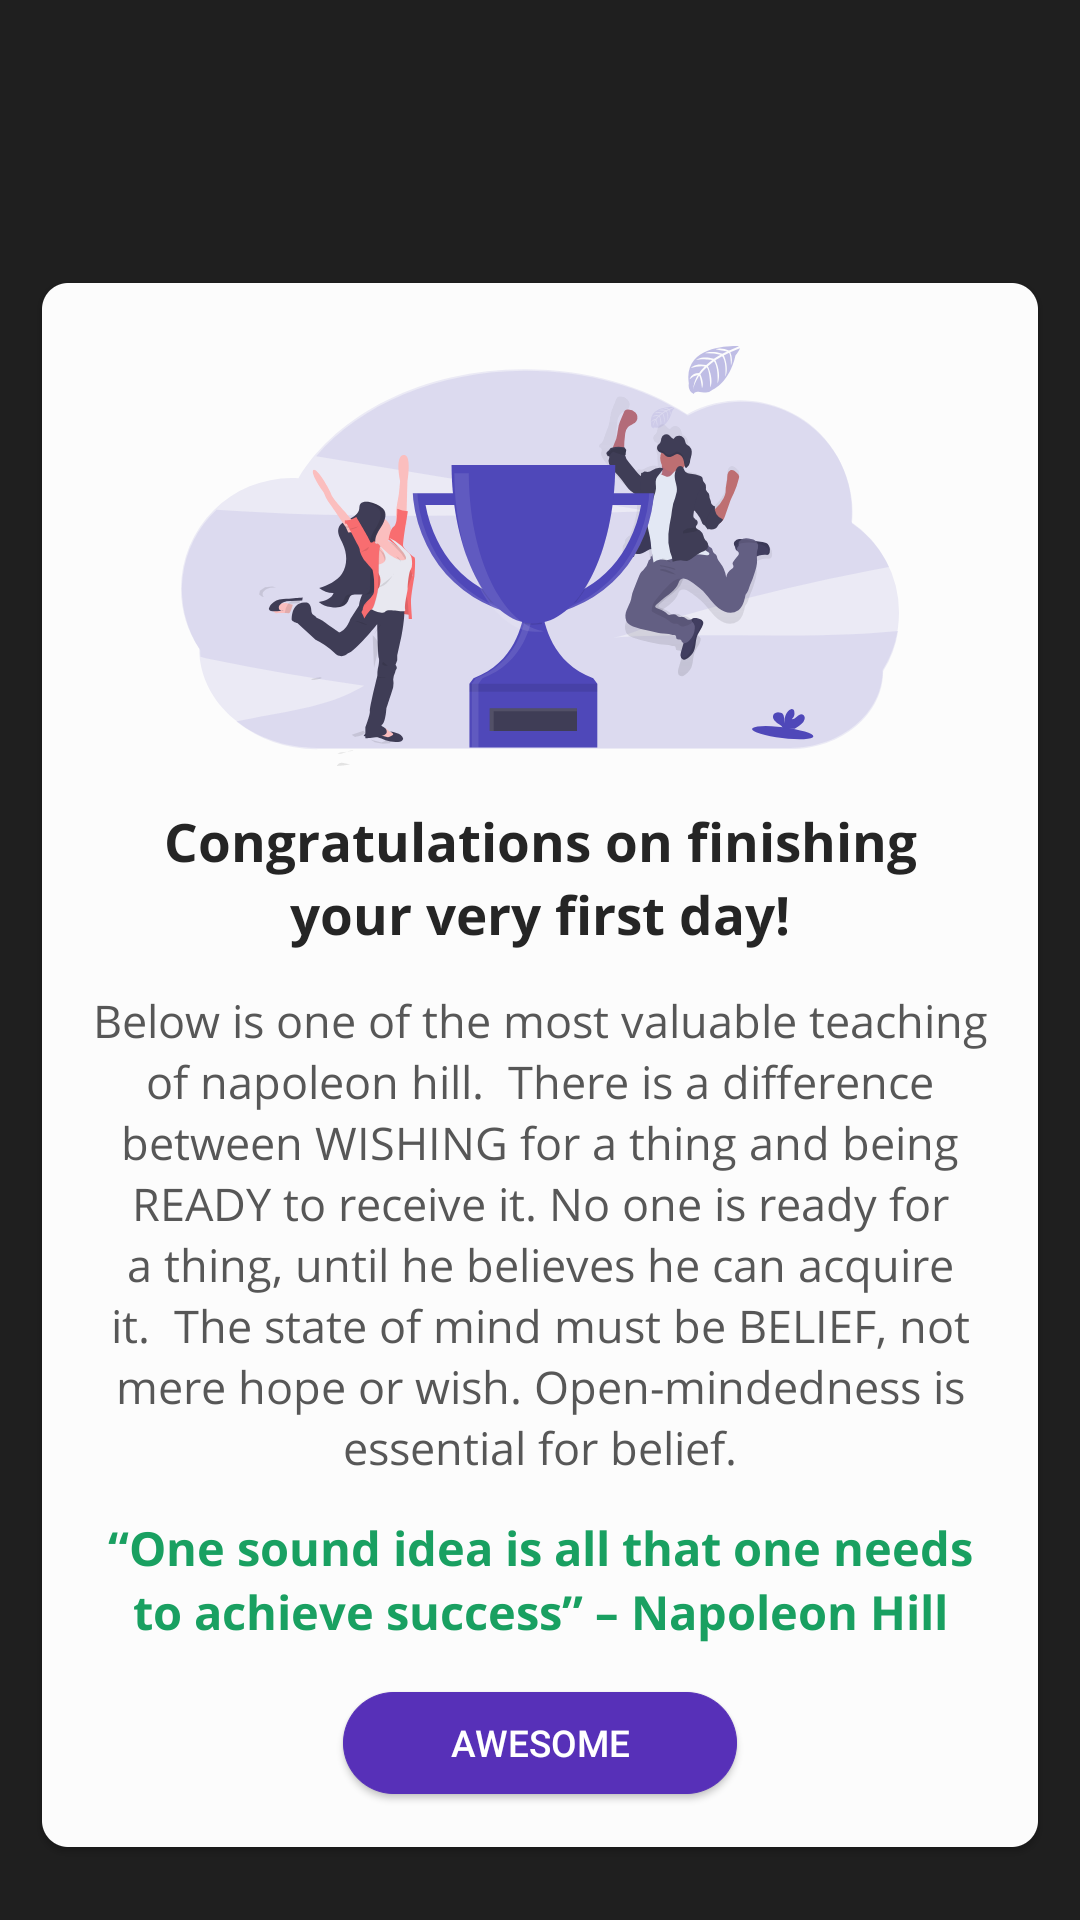 Congratulations on finishing
your very first day!
Below is one of the most valuable teaching
of napoleon hill.  There is a difference
between WISHING for a thing and being
READY to receive it. No one is ready for
a thing, until he believes he can acquire
it.  The state of mind must be BELIEF, not
mere hope or wish. Open-mindedness is
essential for belief.
“One sound idea is all that one needs
to achieve success” – Napoleon Hill
AWESOME